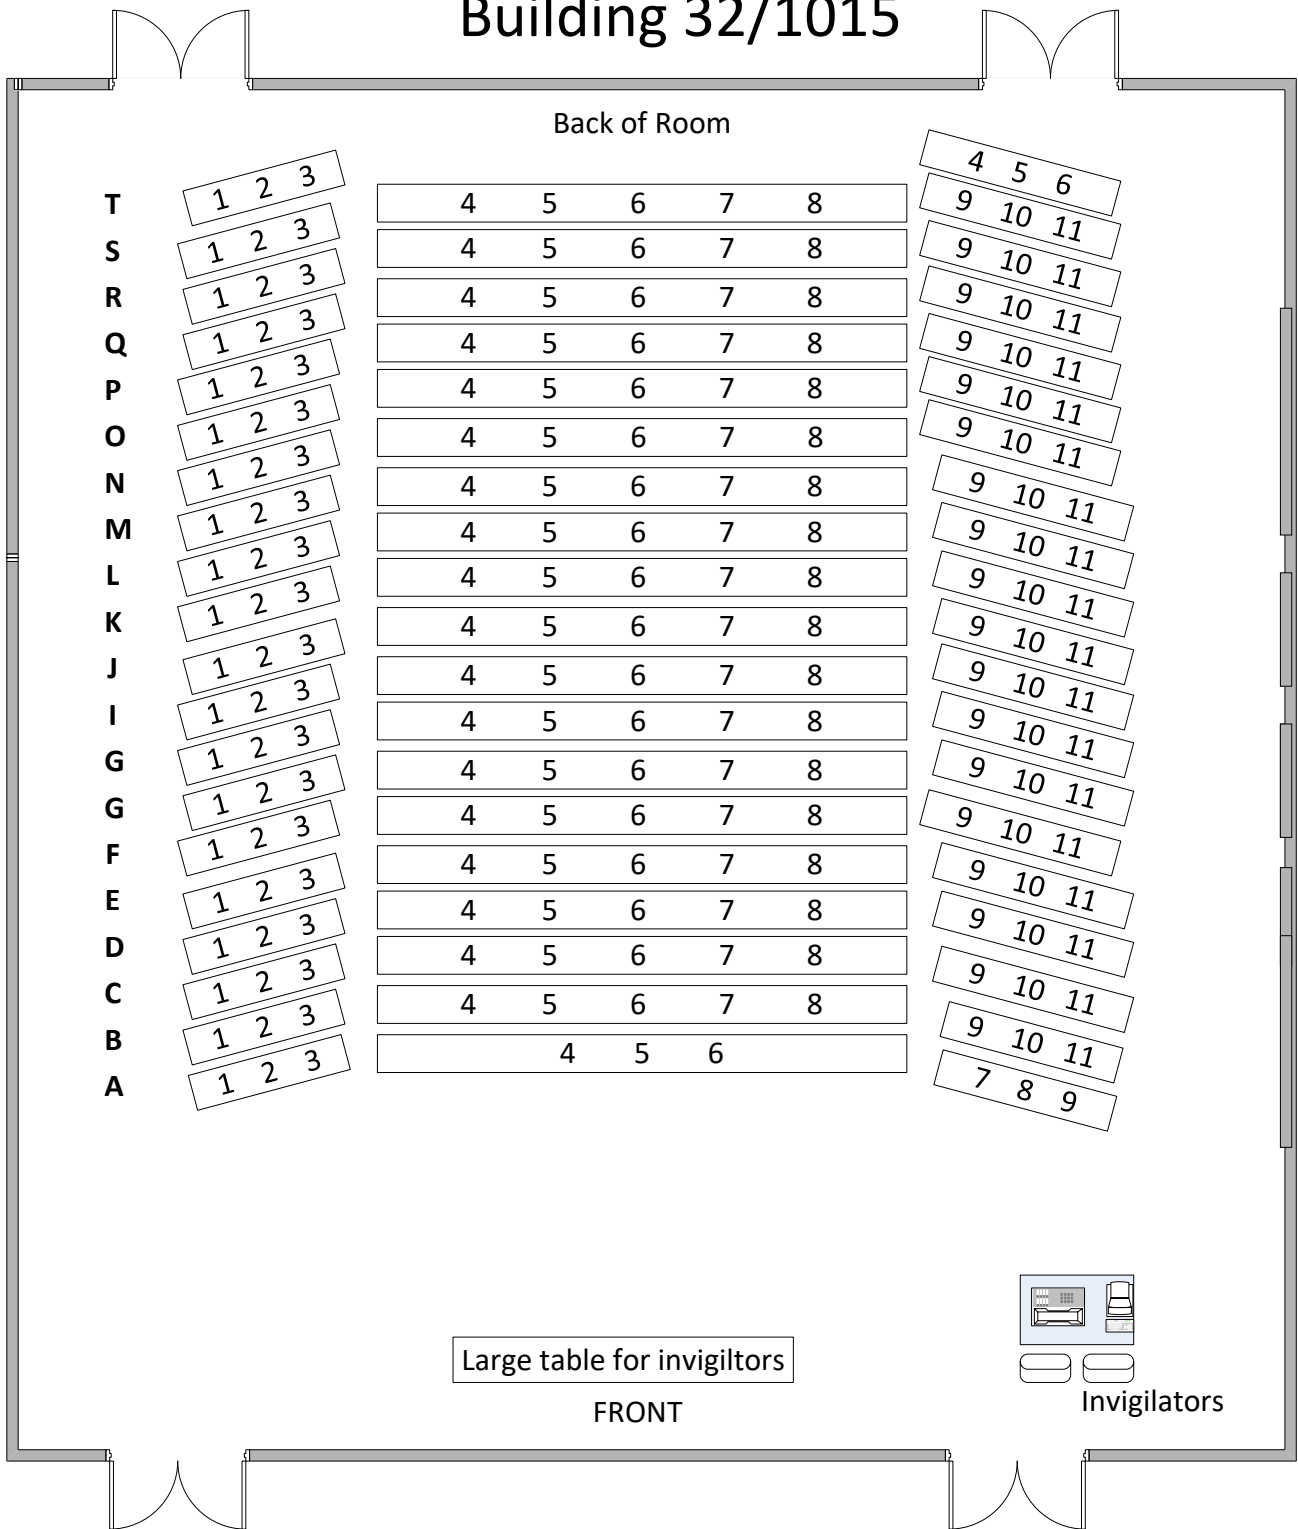 Building 32/1015
Back of Room
4 5 6
T 1 2 3 4 5 6 7 8 9 10 11
S 1 2 3 4 5 6 7 8 9 10 11
R 1 2 3 4 5 6 7 8 9 10 11
Q 1 2 3 4 5 6 7 8 9 10 11
P 1 2 3 4 5 6 7 8 9 10 11
O 1 2 3 4 5 6 7 8 9 10 11
N 1 2 3 4 5 6 7 8 9 10 11
M 1 2 3 4 5 6 7 8 9 10 11
L 1 2 3 4 5 6 7 8 9 10 11
K 1 2 3 4 5 6 7 8 9 10 11
J 1 2 3 4 5 6 7 8 9 10 11
I 1 2 3 4 5 6 7 8 9 10 11
G 1 2 3 4 5 6 7 8 9 10 11
G 1 2 3 4 5 6 7 8 9 10 11
F 1 2 3 4 5 6 7 8 9 10 11
E 1 2 3 4 5 6 7 8 9 10 11
D 1 2 3 4 5 6 7 8 9 10 11
C 1 2 3 4 5 6 7 8 9 10 11
B 1 2 3 4 5 6 7 8 9
A 1 2 3
Large table for invigiltors
FRONT
Invigilators